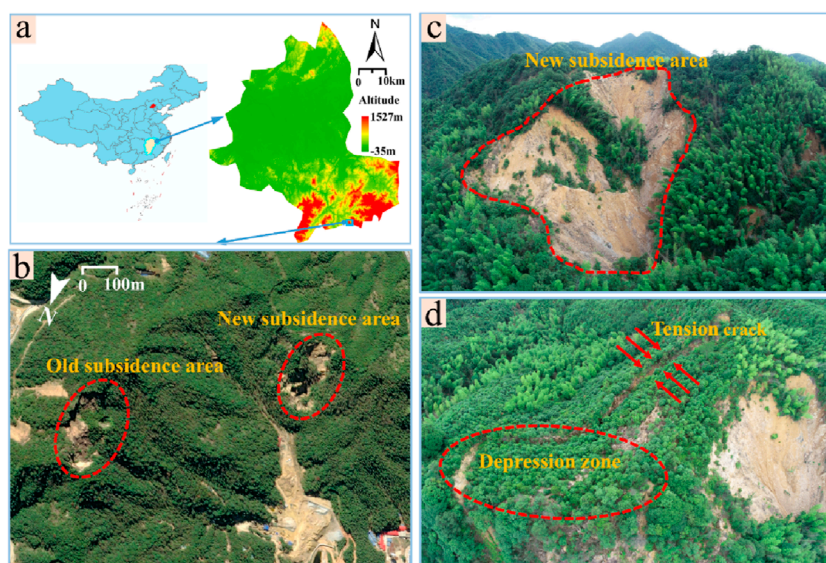 a
N
0 10km
Altitude
1527m
-35m
b
0 100m
N
New subsidence area
Old subsidence area
c
New subsidence area
d
Tension crack
Depression zone